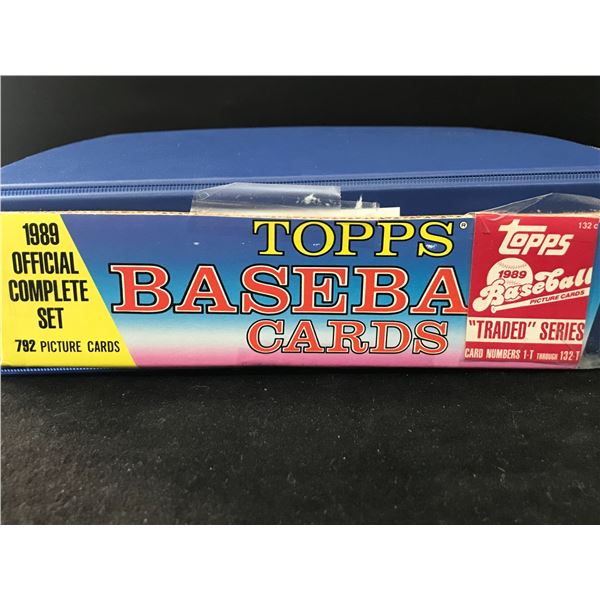 1989
OFFICIAL
COMPLETE
SET
792 PICTURE CARDS
TOPPS®
BASEBA
CARDS
132 c
topps
1989
Baseball
PICTURE CARDS
"TRADED" SERIES
CARD NUMBERS 1-T THROUGH 132-T